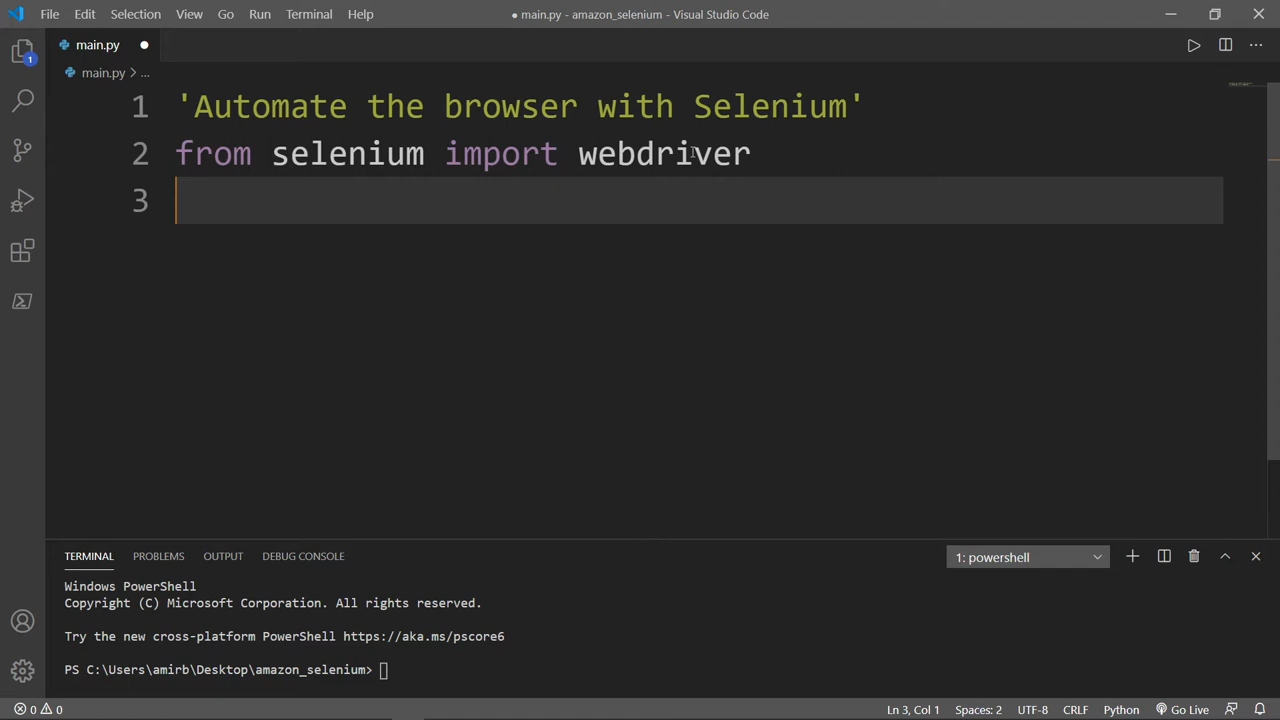 File Edit Selection View Go Run Terminal Help ● main.py - amazon_selenium - Visual Studio Code
1
main.py
main.py > ...
1 'Automate the browser with Selenium'
2 from selenium import webdriver
3
TERMINAL PROBLEMS OUTPUT DEBUG CONSOLE 1: powershell
Windows PowerShell
Copyright (C) Microsoft Corporation. All rights reserved.
Try the new cross-platform PowerShell https://aka.ms/pscore6
PS C:\Users\amirb\Desktop\amazon_selenium>
0 0 Ln 3, Col 1 Spaces: 2 UTF-8 CRLF Python Go Live